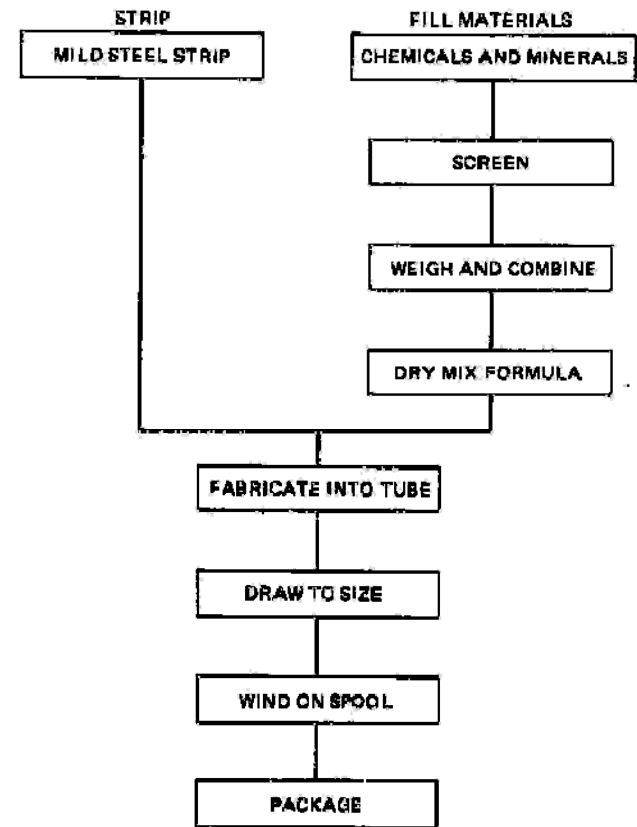 STRIP
MILD STEEL STRIP
FILL MATERIALS
CHEMICALS AND MINERALS
SCREEN
WEIGH AND COMBINE
DRY MIX FORMULA
FABRICATE INTO TUBE
DRAW TO SIZE
WIND ON SPOOL
PACKAGE